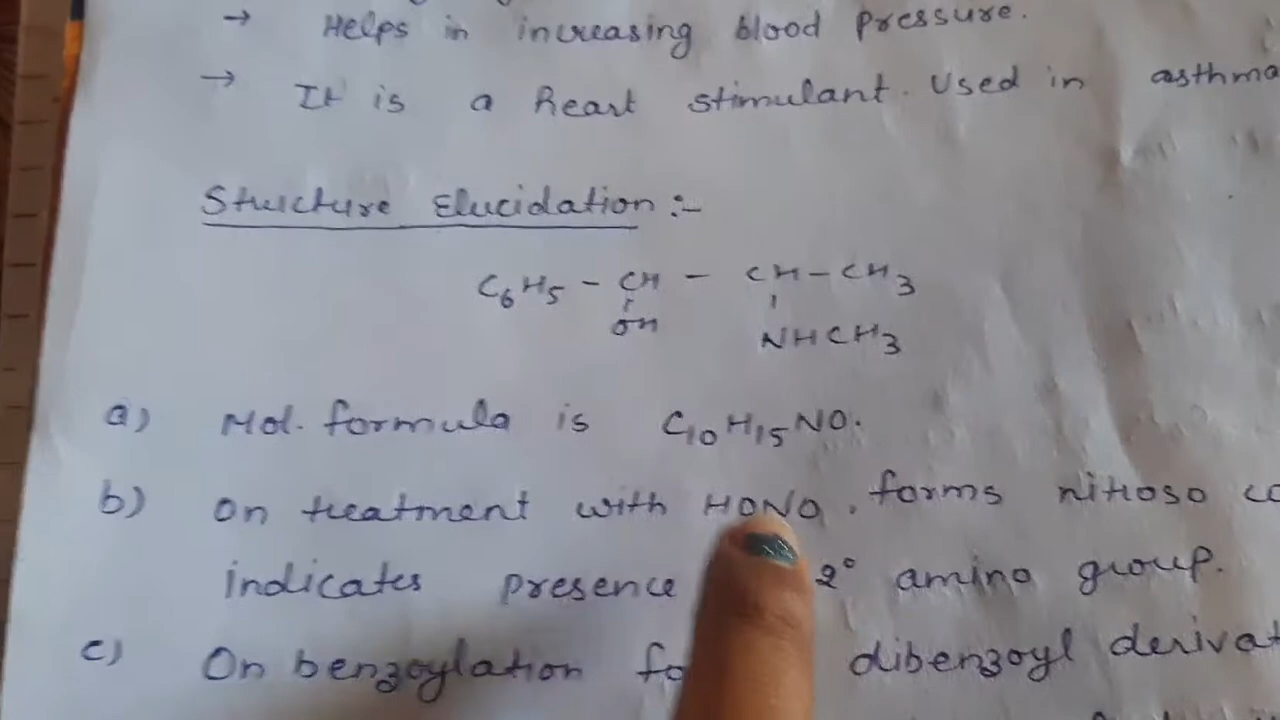 → Helps in increasing blood pressure.
→ It is a heart stimulant. Used in asthma
Structure Elucidation :-
C6H5 - CH - CH - CH3
OH
NHCH3
a) Mol. formula is C10H15NO.
b) On treatment with HONO, forms nitroso
indicates presence 2° amino group.
c) On benzoylation dibenzoyl